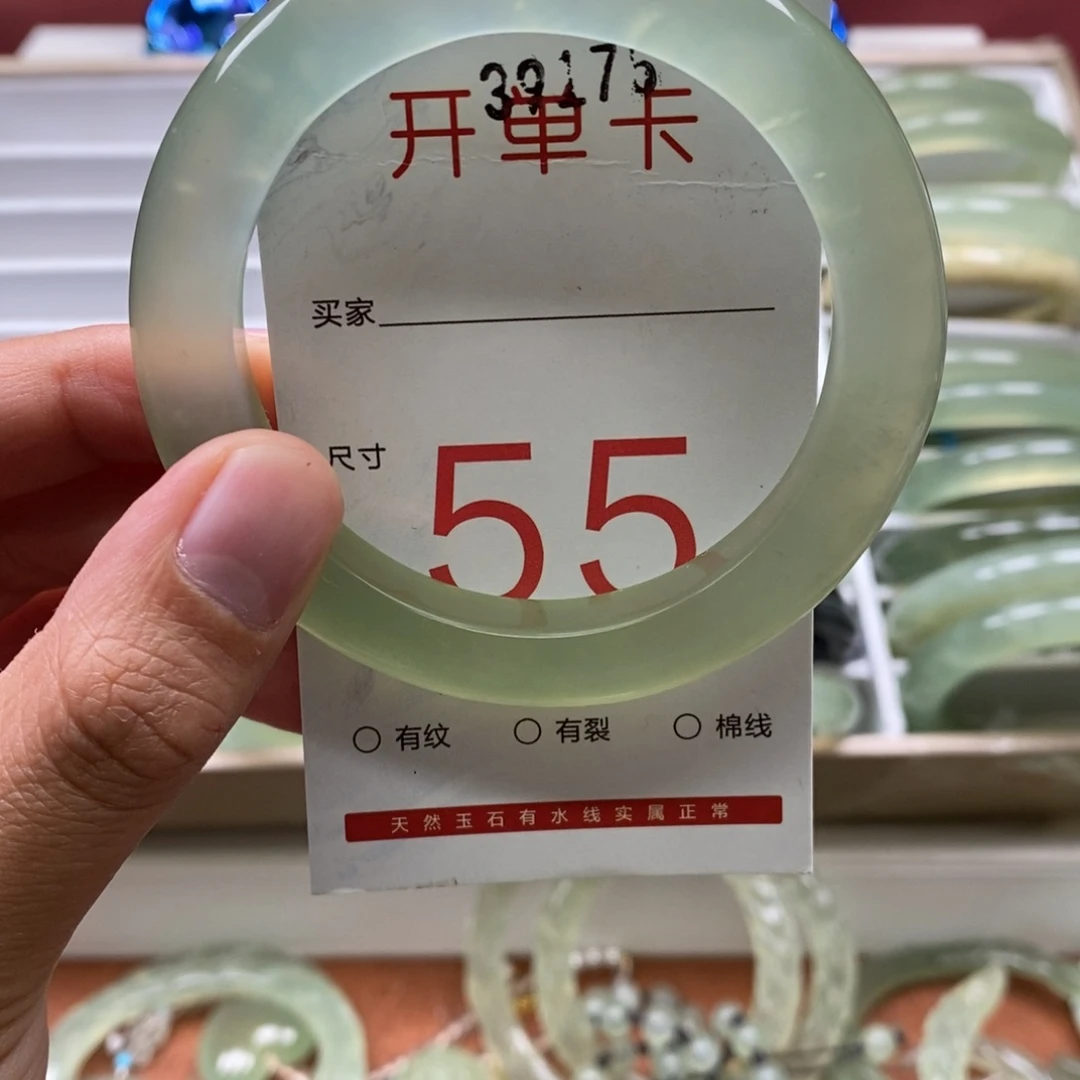 39175
开单卡
买家
尺寸 55
有纹 有裂 棉线
天然玉石有水线实属正常